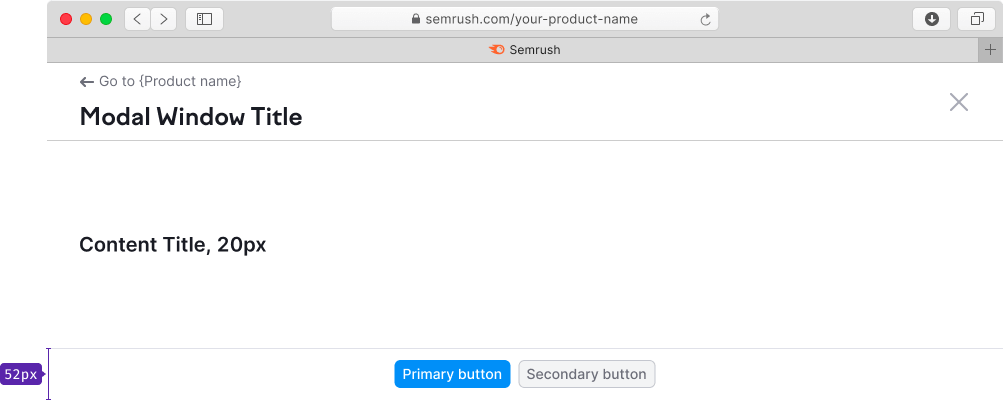 semrush.com/your-product-name
Semrush
Go to {Product name}
Modal Window Title
Content Title, 20px
52px
Primary button
Secondary button